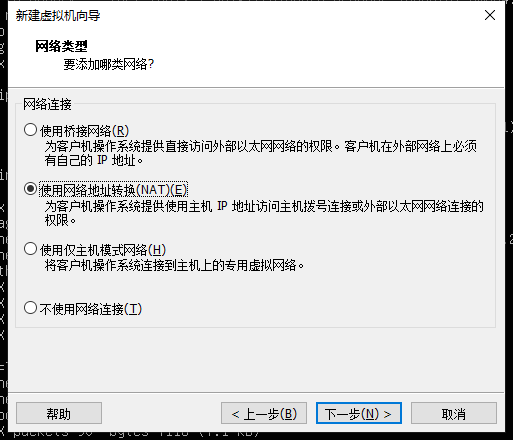 新建虚拟机向导
网络类型
要添加哪类网络?
网络连接
使用桥接网络(R)
为客户机操作系统提供直接访问外部以太网网络的权限。客户机在外部网络上必须
有自己的 IP 地址。
使用网络地址转换(NAT)(E)
为客户机操作系统提供使用主机 IP 地址访问主机拨号连接或外部以太网网络连接的
权限。
使用仅主机模式网络(H)
将客户机操作系统连接到主机上的专用虚拟网络。
不使用网络连接(T)
帮助
< 上一步(B)
下一步(N) >
取消